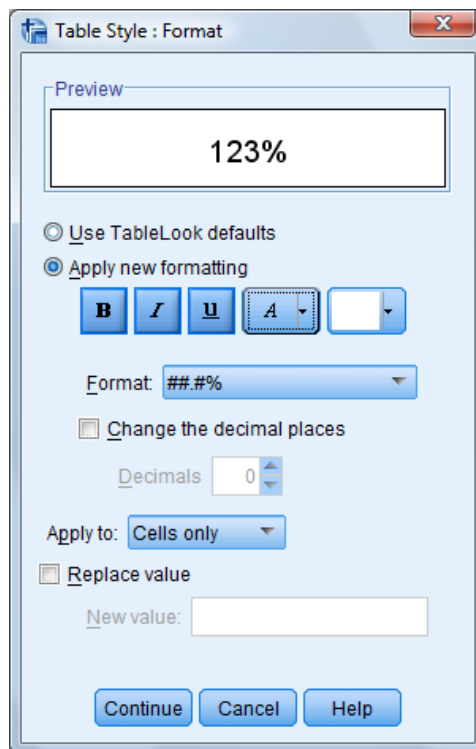 Table Style : Format
Preview
123%
Use TableLook defaults
Apply new formatting
B I U A
Format: ##.#%
Change the decimal places
Decimals 0
Apply to: Cells only
Replace value
New value:
Continue Cancel Help